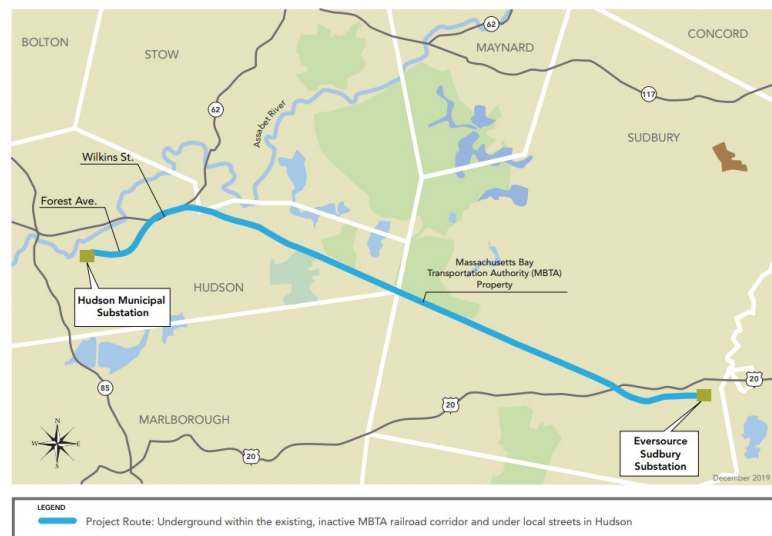 BOLTON
STOW
62
MAYNARD
CONCORD
62
117
SUDBURY
Assabet River
Wilkins St.
Forest Ave.
Massachusetts Bay
Transportation Authority (MBTA)
Property
Hudson Municipal
Substation
HUDSON
85
MARLBOROUGH
20
20
20
Eversource
Sudbury
Substation
N
W
E
S
December 2019
LEGEND
Project Route: Underground within the existing, inactive MBTA railroad corridor and under local streets in Hudson